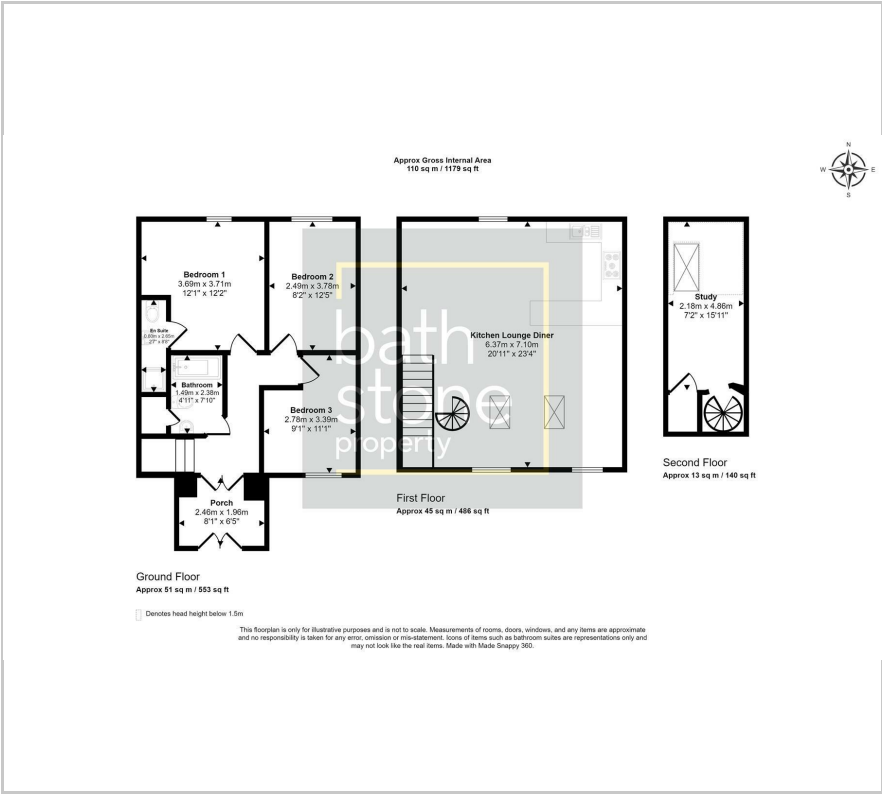 Approx Gross Internal Area
110 sq m / 1179 sq ft
N
W
E
S
Bedroom 1
3.69m x 3.71m
12'1" x 12'2"
Bedroom 2
2.49m x 3.78m
8'2" x 12'5"
En Suite
0.80m x 2.65m
2'7" x 8'8"
Bathroom
1.49m x 2.38m
4'11" x 7'10"
Bedroom 3
2.78m x 3.39m
9'1" x 11'1"
Porch
2.46m x 1.96m
8'1" x 6'5"
Ground Floor
Approx 51 sq m / 553 sq ft
Denotes head height below 1.5m
Kitchen Lounge Diner
6.37m x 7.10m
20'11" x 23'4"
First Floor
Approx 45 sq m / 486 sq ft
Study
2.18m x 4.86m
7'2" x 15'11"
Second Floor
Approx 13 sq m / 140 sq ft
bath
stone
property
This floorplan is only for illustrative purposes and is not to scale. Measurements of rooms, doors, windows, and any items are approximate
and no responsibility is taken for any error, omission or mis-statement. Icons of items such as bathroom suites are representations only and
may not look like the real items. Made with Made Snappy 360.